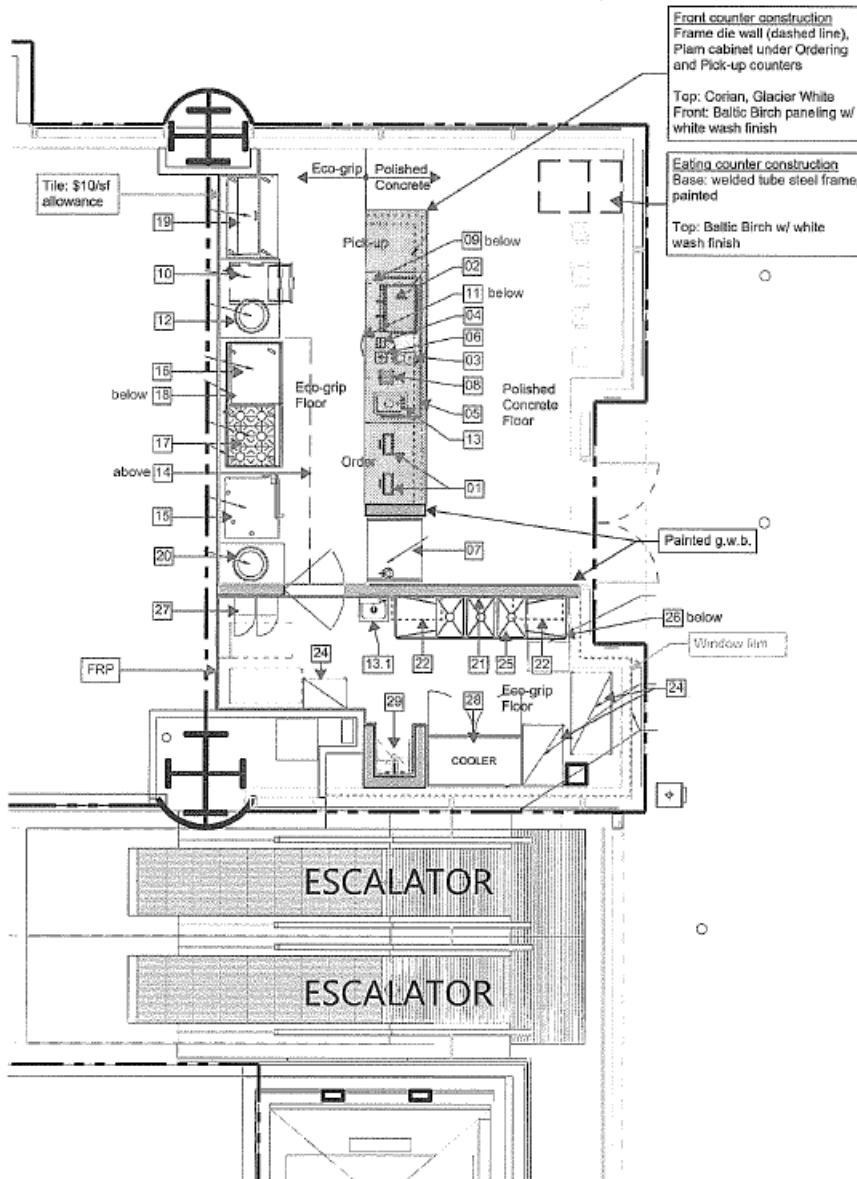 Front counter construction
Frame die wall (dashed line),
Plam cabinet under Ordering
and Pick-up counters
Top: Corian, Glacier White
Front: Baltic Birch paneling w/
white wash finish
Eating counter construction
Base: welded tube steel frame,
painted
Top: Baltic Birch w/ white
wash finish
Eco-grip
Polished
Concrete
Tile: $10/sf
allowance
19
Pick-up
09 below
10
02
11 below
12
04
06
03
16
08
below 18
Eco-grip
Floor
Polished
Concrete
Floor
05
17
13
above 14
Order
01
15
Painted g.w.b.
20
07
27
26 below
13.1
22
21
25
22
Window film
FRP
24
24
29
28
Eco-grip
Floor
COOLER
ESCALATOR
ESCALATOR